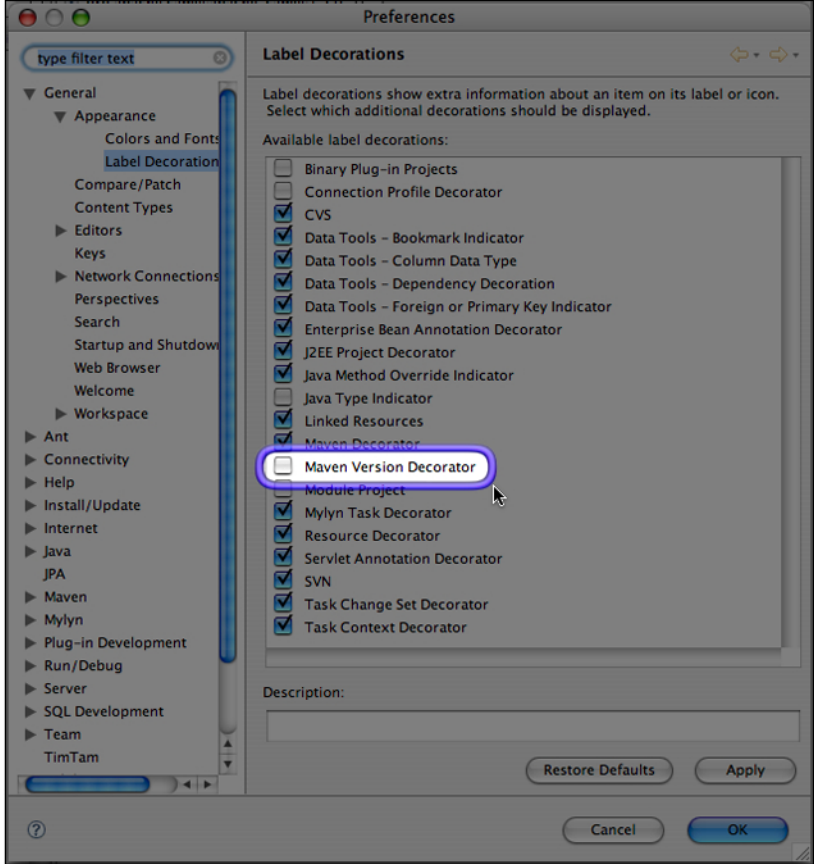 Preferences
type filter text
General
Appearance
Colors and Fonts
Label Decoration
Compare/Patch
Content Types
Editors
Keys
Network Connections
Perspectives
Search
Startup and Shutdow
Web Browser
Welcome
Workspace
Ant
Connectivity
Help
Install/Update
Internet
Java
JPA
Maven
Mylyn
Plug-in Development
Run/Debug
Server
SQL Development
Team
TimTam
Label Decorations
Label decorations show extra information about an item on its label or icon.
Select which additional decorations should be displayed.
Available label decorations:
Binary Plug-in Projects
Connection Profile Decorator
CVS
Data Tools - Bookmark Indicator
Data Tools - Column Data Type
Data Tools - Dependency Decoration
Data Tools - Foreign or Primary Key Indicator
Enterprise Bean Annotation Decorator
J2EE Project Decorator
Java Method Override Indicator
Java Type Indicator
Linked Resources
Maven Decorator
Maven Version Decorator
Module Project
Mylyn Task Decorator
Resource Decorator
Servlet Annotation Decorator
SVN
Task Change Set Decorator
Task Context Decorator
Description:
Restore Defaults
Apply
?
Cancel
OK